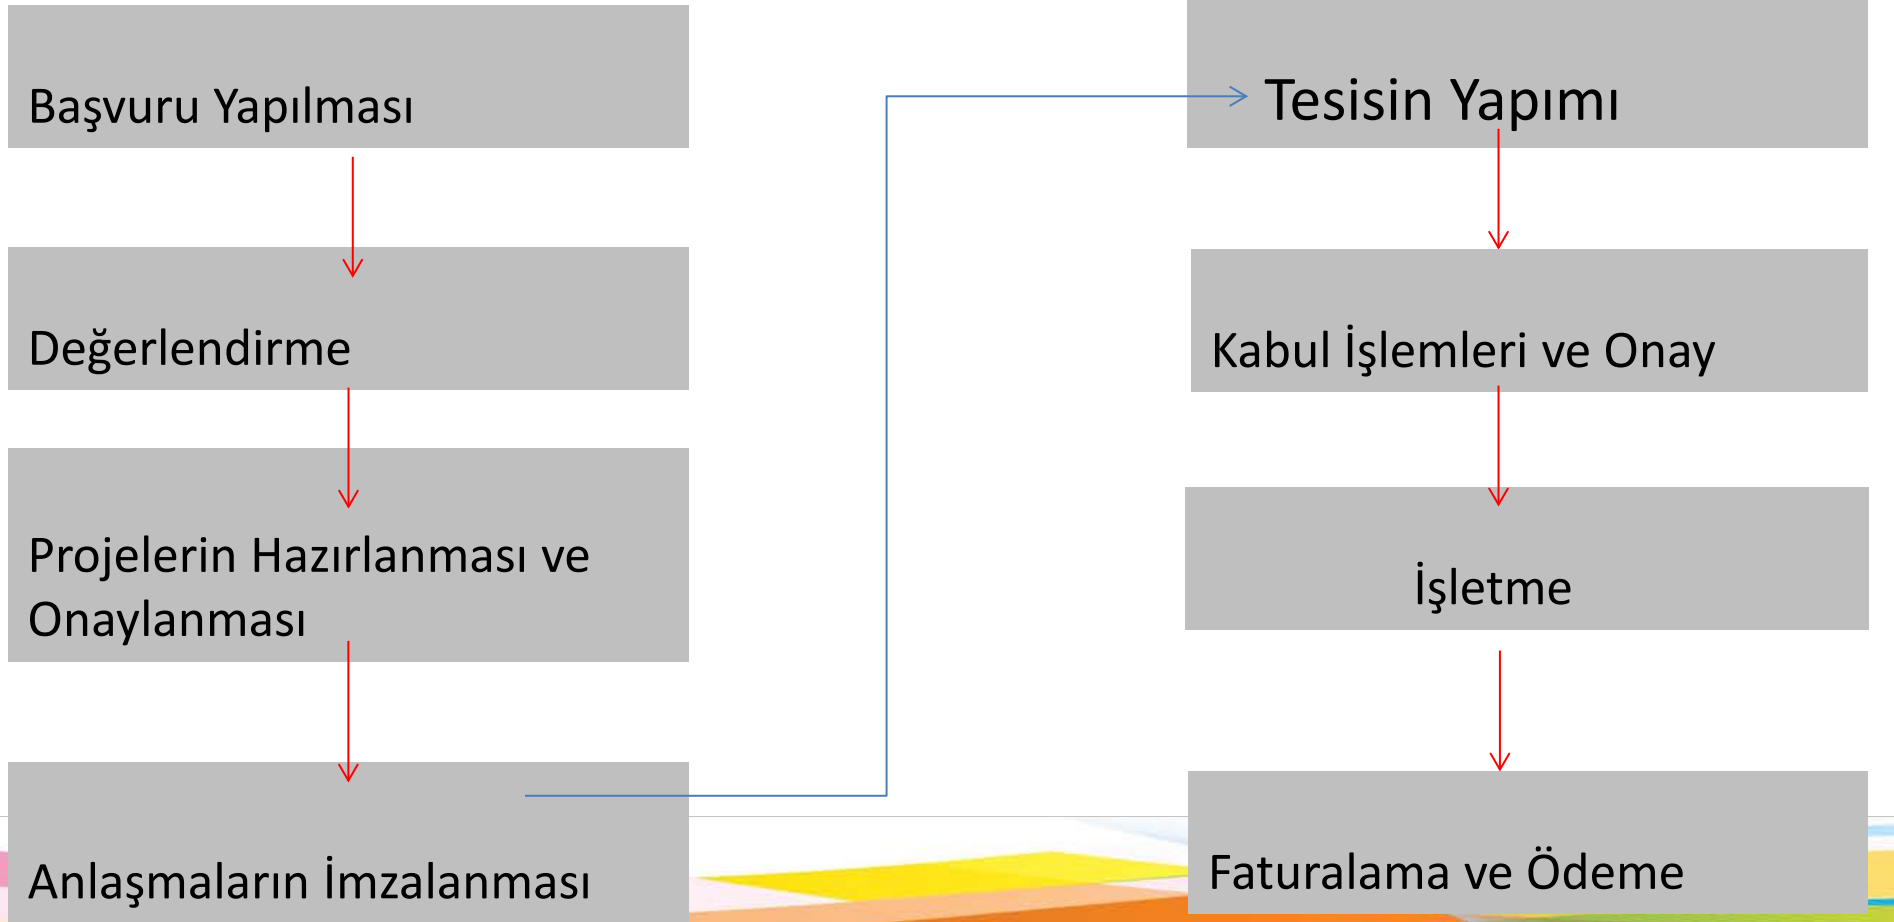 Başvuru Yapılması
Değerlendirme
Projelerin Hazırlanması ve
Onaylanması
Anlaşmaların İmzalanması
Tesisin Yapımı
Kabul İşlemleri ve Onay
İşletme
Faturalama ve Ödeme